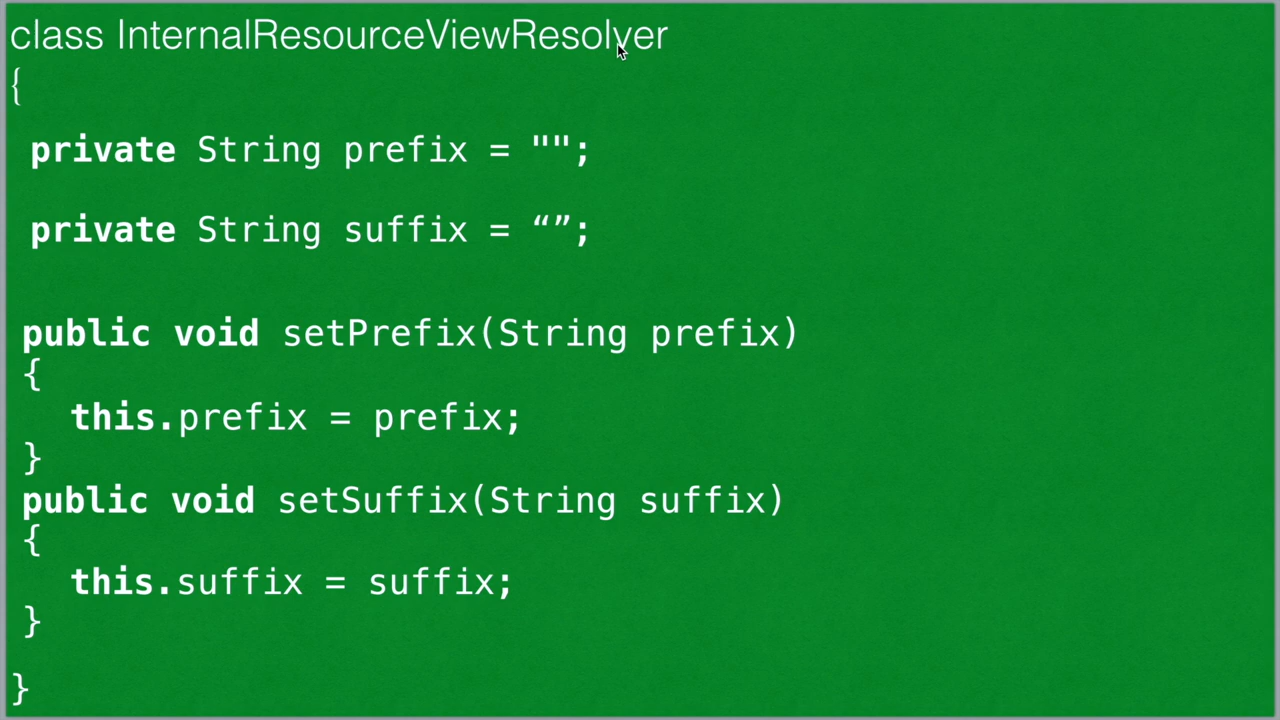 class InternalResourceViewResolver
{
private String prefix = "";
private String suffix = “”;
public void setPrefix(String prefix)
{
this.prefix = prefix;
}
public void setSuffix(String suffix)
{
this.suffix = suffix;
}
}